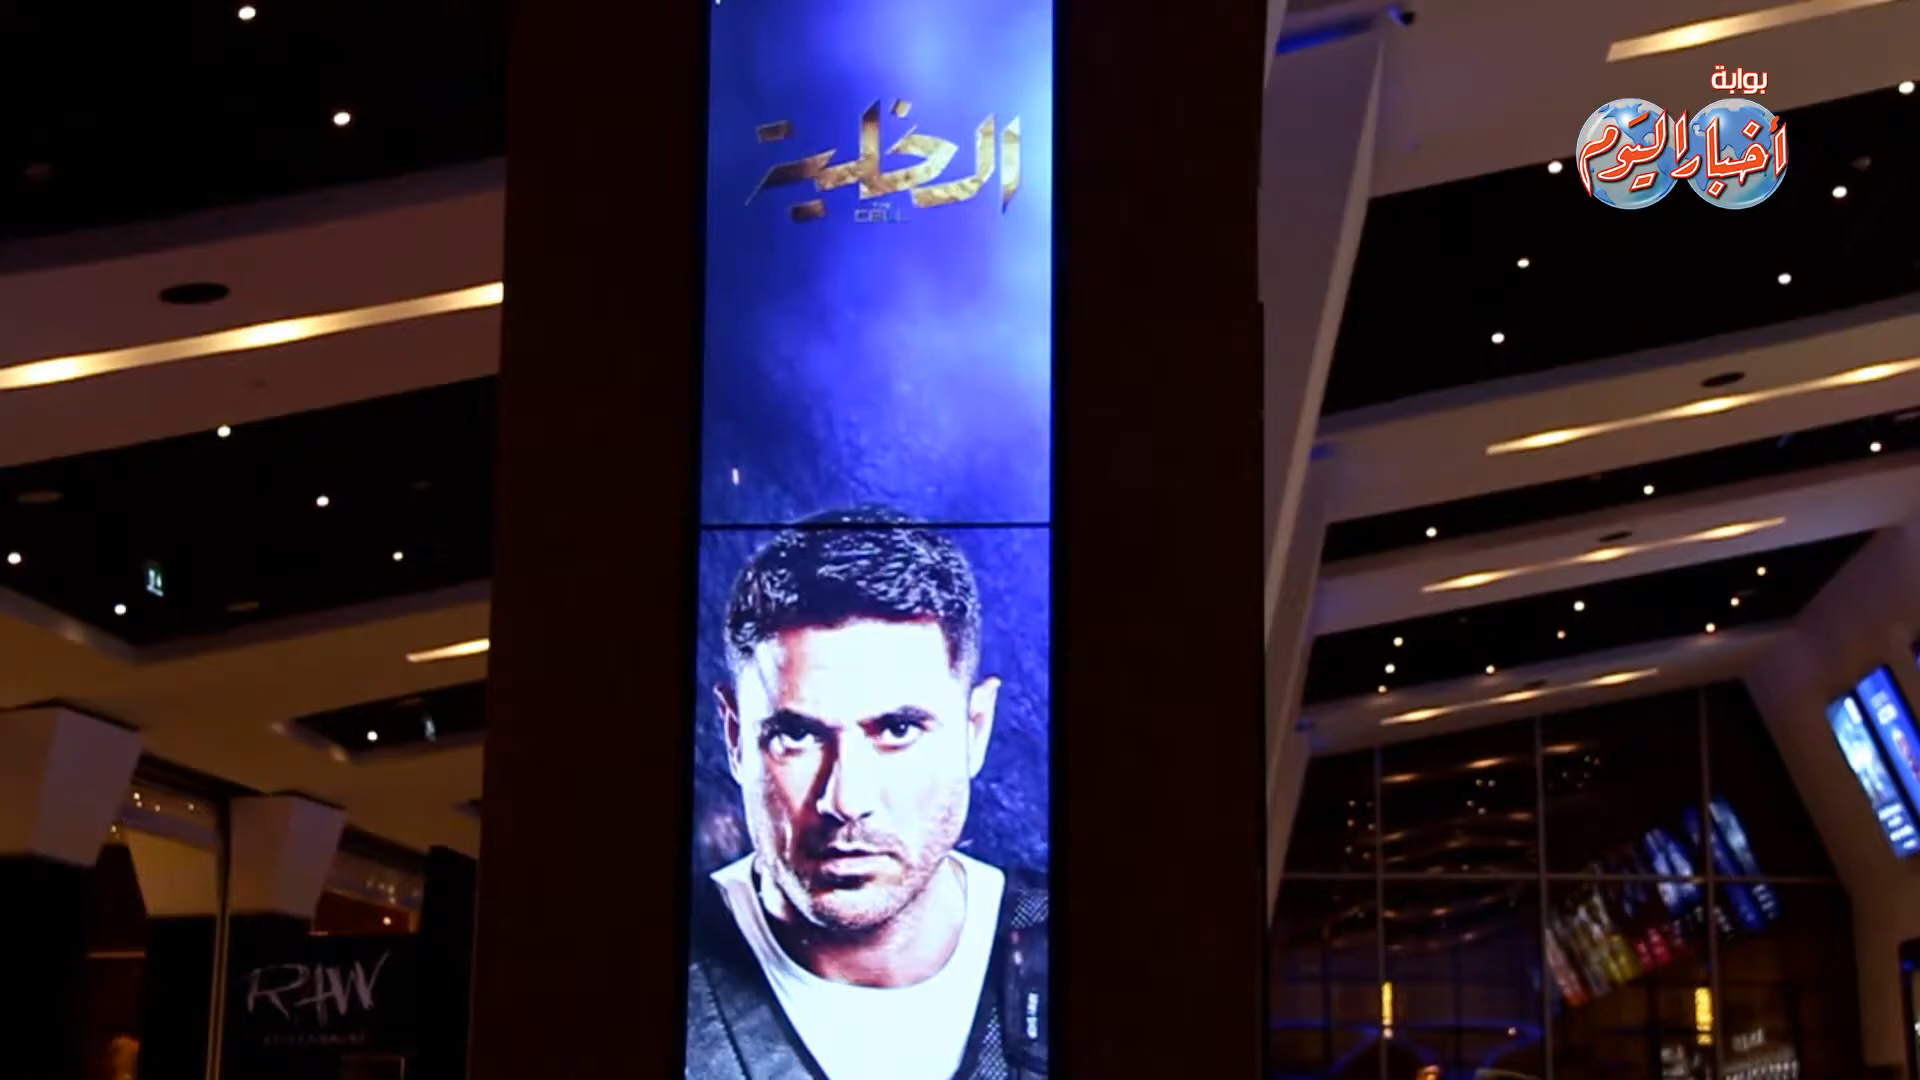 بوابة
أخبار اليوم
الخلية
THE CELL
RAW